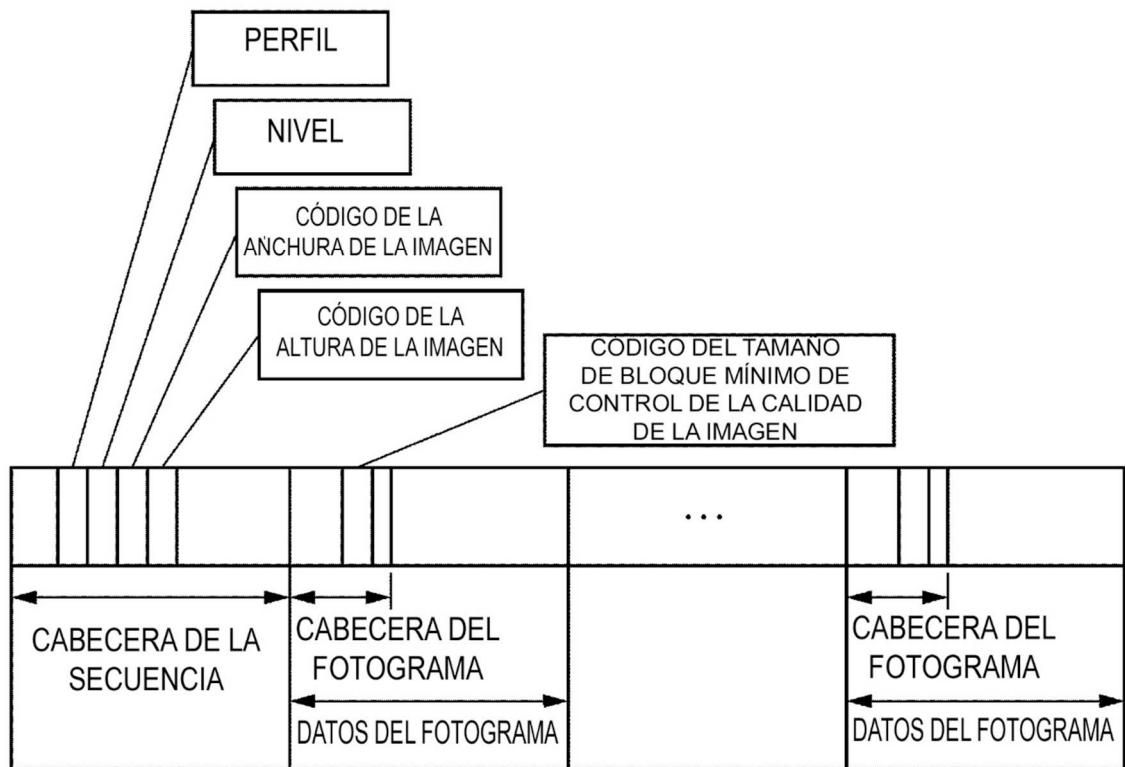 PERFIL
NIVEL
CÓDIGO DE LA
ANCHURA DE LA IMAGEN
CÓDIGO DE LA
ALTURA DE LA IMAGEN
CÓDIGO DEL TAMAÑO
DE BLOQUE MÍNIMO DE
CONTROL DE LA CALIDAD
DE LA IMAGEN
...
CABECERA DE LA
SECUENCIA
CABECERA DEL
FOTOGRAMA
DATOS DEL FOTOGRAMA
CABECERA DEL
FOTOGRAMA
DATOS DEL FOTOGRAMA